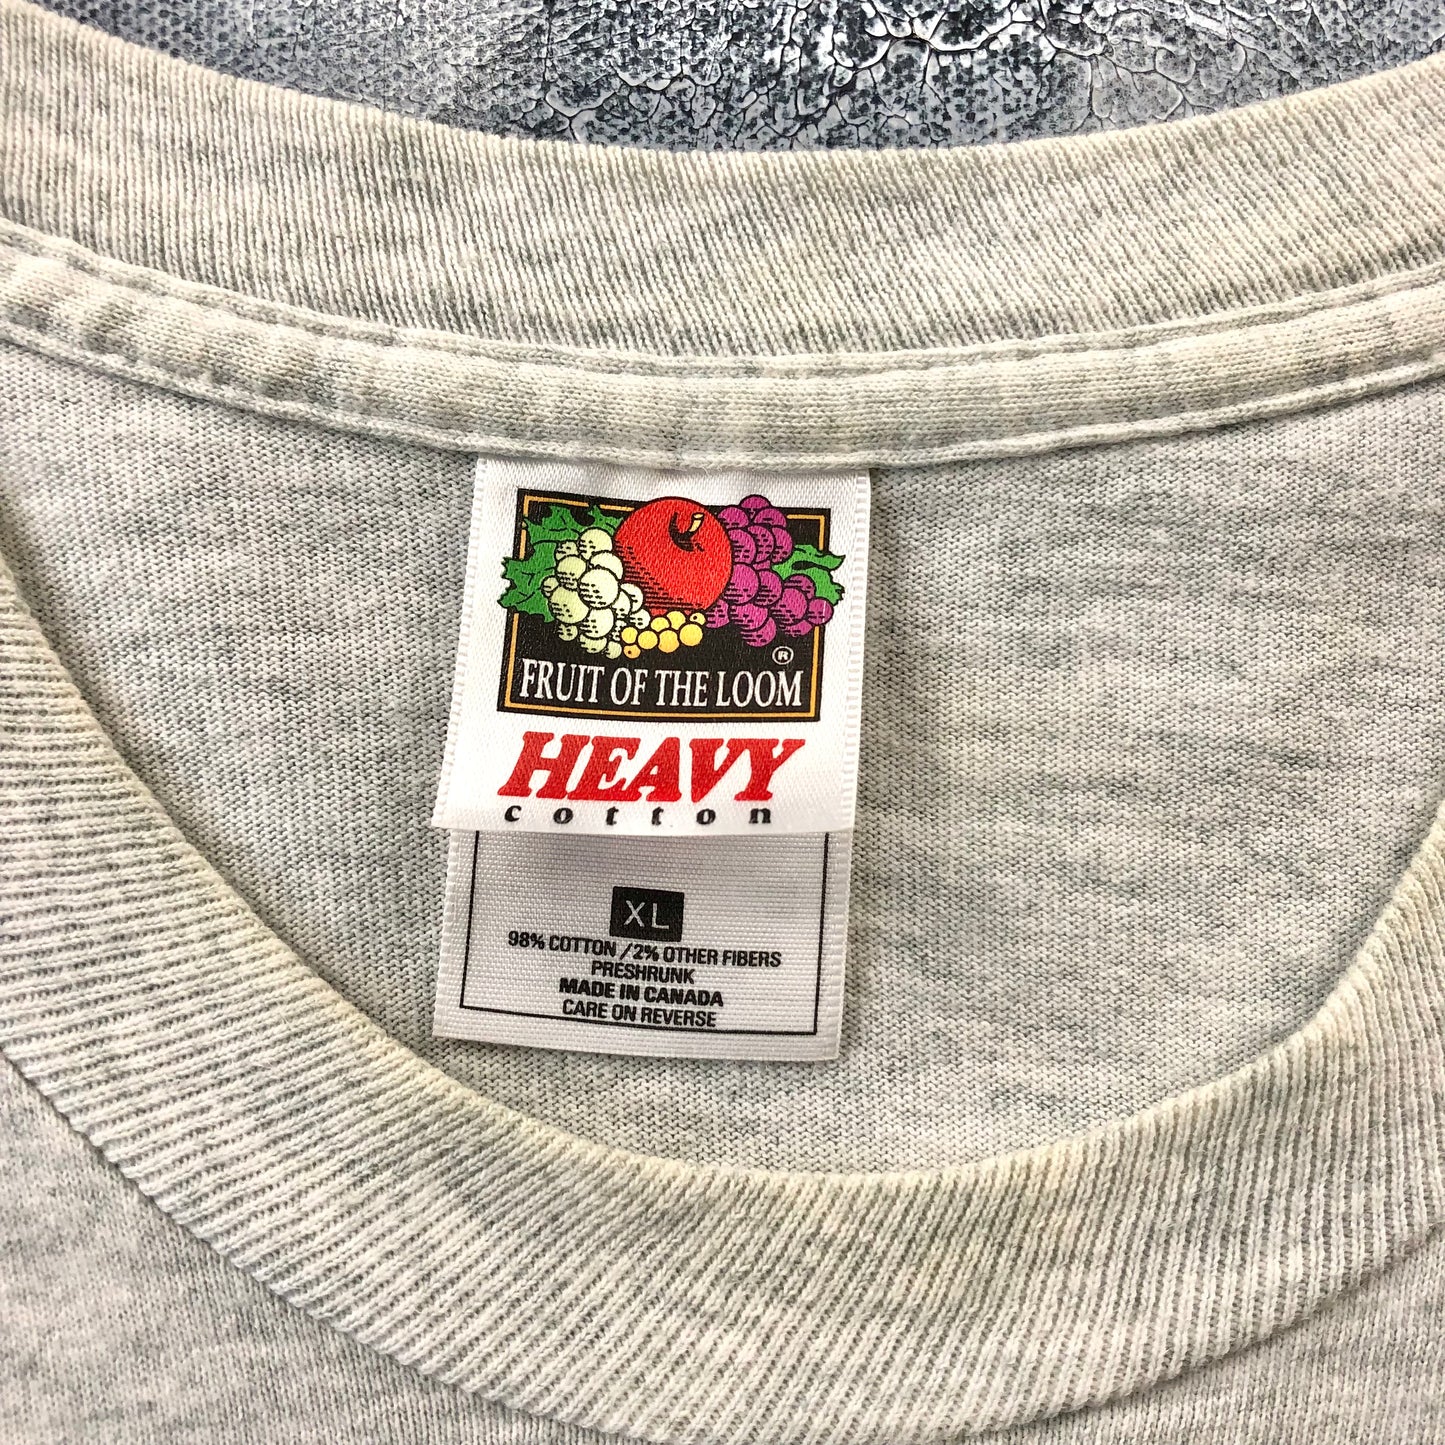 ®
FRUIT OF THE LOOM
HEAVY
cotton
XL
98% COTTON / 2% OTHER FIBERS
PRESHRUNK
MADE IN CANADA
CARE ON REVERSE